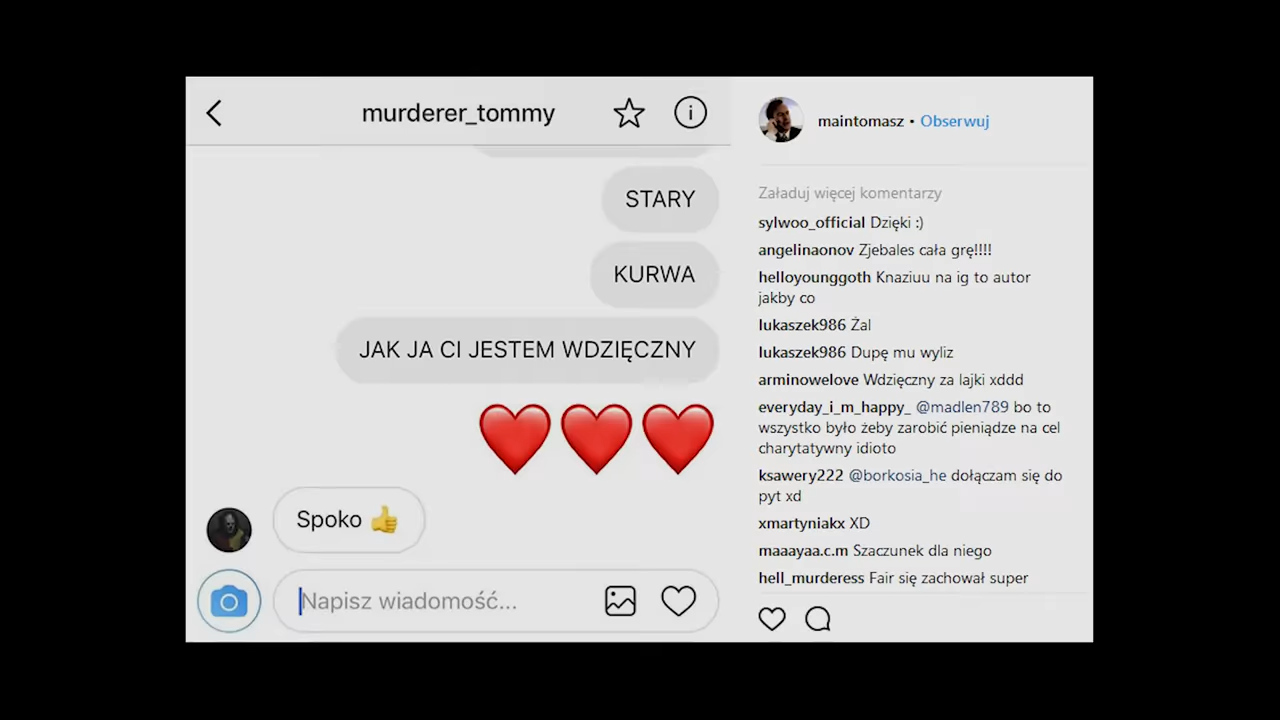 murderer_tommy
STARY
KURWA
JAK JA CI JESTEM WDZIĘCZNY
Spoko
Napisz wiadomość...
maintomasz • Obserwuj
Załaduj więcej komentarzy
sylwoo_official Dzięki :)
angelinaonov Zjebales cała grę!!!!
helloyounggoth Knaziuu na ig to autor
jakby co
lukaszek986 Żal
lukaszek986 Dupę mu wyliz
arminowelove Wdzięczny za lajki xddd
everyday_i_m_happy_ @madlen789 bo to
wszystko było żeby zarobić pieniądze na cel
charytatywny idioto
ksawery222 @borkosia_he dołączam się do
pyt xd
xmartyniakx XD
maaayaa.c.m Szaczunek dla niego
hell_murderess Fair się zachował super